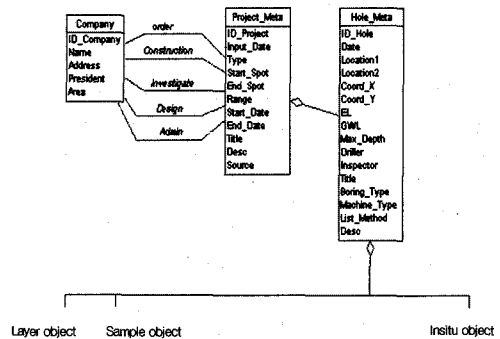 Company
ID_Company
Name
Address
President
Area
order
Construction
investigate
Design
Admin
Project_Meta
ID_Project
Input_Date
Type
Start_Spot
End_Spot
Range
Start_Date
End_Date
Title
Desc
Source
Hole_Meta
ID_Hole
Date
Location1
Location2
Coord_X
Coord_Y
EL
GWL
Max_Depth
Driller
Inspector
Title
Boring_Type
Machine_Type
List_Method
Desc
Layer object
Sample object
Insitu object